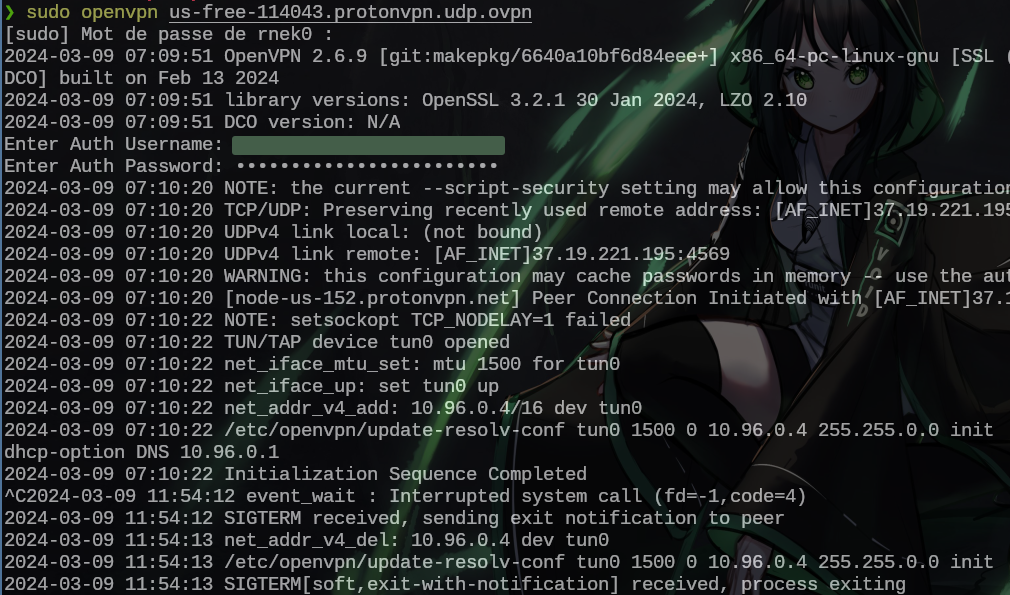 ❯ sudo openvpn us-free-114043.protonvpn.udp.ovpn
[sudo] Mot de passe de rnek0 :
2024-03-09 07:09:51 OpenVPN 2.6.9 [git:makepkg/6640a10bf6d84eee+] x86_64-pc-linux-gnu [SSL (
DCO] built on Feb 13 2024
2024-03-09 07:09:51 library versions: OpenSSL 3.2.1 30 Jan 2024, LZO 2.10
2024-03-09 07:09:51 DCO version: N/A
Enter Auth Username:
Enter Auth Password: ••••••••••••••••••••••••
2024-03-09 07:10:20 NOTE: the current --script-security setting may allow this configuration
2024-03-09 07:10:20 TCP/UDP: Preserving recently used remote address: [AF_INET]37.19.221.195
2024-03-09 07:10:20 UDPv4 link local: (not bound)
2024-03-09 07:10:20 UDPv4 link remote: [AF_INET]37.19.221.195:4569
2024-03-09 07:10:20 WARNING: this configuration may cache passwords in memory -- use the aut
2024-03-09 07:10:20 [node-us-152.protonvpn.net] Peer Connection Initiated with [AF_INET]37.1
2024-03-09 07:10:22 NOTE: setsockopt TCP_NODELAY=1 failed
2024-03-09 07:10:22 TUN/TAP device tun0 opened
2024-03-09 07:10:22 net_iface_mtu_set: mtu 1500 for tun0
2024-03-09 07:10:22 net_iface_up: set tun0 up
2024-03-09 07:10:22 net_addr_v4_add: 10.96.0.4/16 dev tun0
2024-03-09 07:10:22 /etc/openvpn/update-resolv-conf tun0 1500 0 10.96.0.4 255.255.0.0 init
dhcp-option DNS 10.96.0.1
2024-03-09 07:10:22 Initialization Sequence Completed
^C2024-03-09 11:54:12 event_wait : Interrupted system call (fd=-1,code=4)
2024-03-09 11:54:12 SIGTERM received, sending exit notification to peer
2024-03-09 11:54:13 net_addr_v4_del: 10.96.0.4 dev tun0
2024-03-09 11:54:13 /etc/openvpn/update-resolv-conf tun0 1500 0 10.96.0.4 255.255.0.0 init
2024-03-09 11:54:13 SIGTERM[soft,exit-with-notification] received, process exiting
VOID